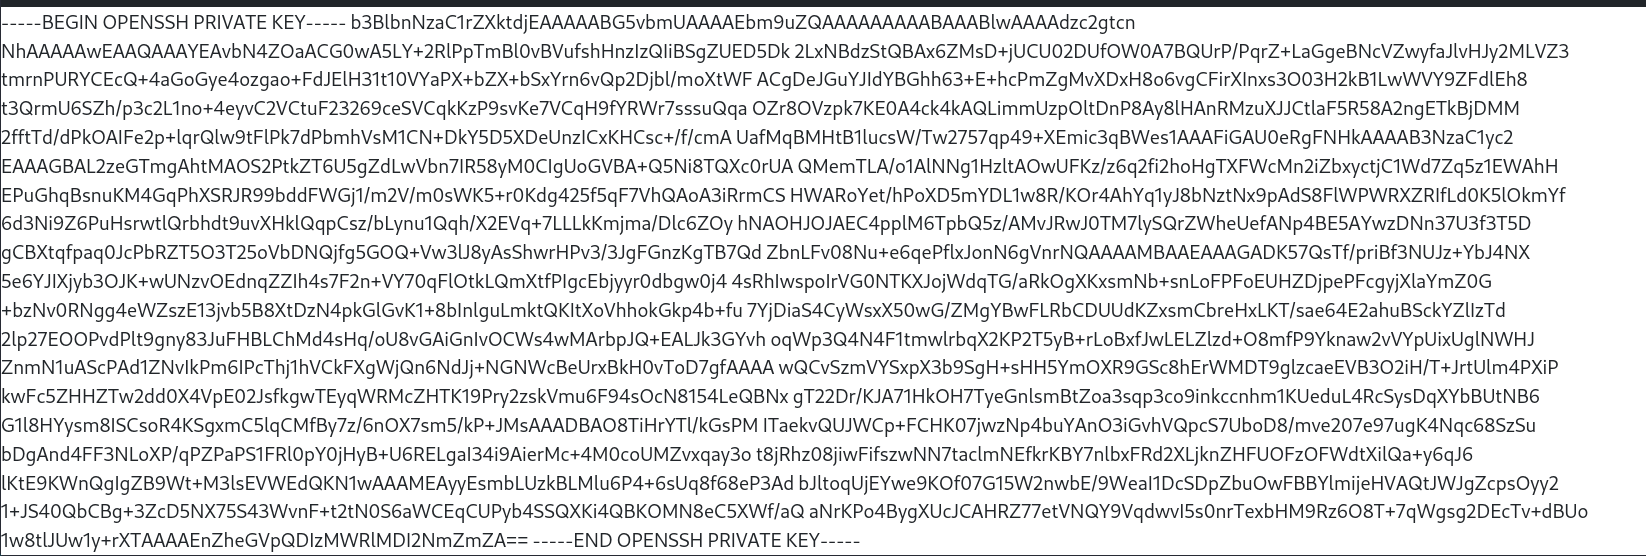 -----BEGIN OPENSSH PRIVATE KEY----- b3BlbnNzaC1rZXktdjEAAAAABG5vbmUAAAAEbm9uZQAAAAAAAAABAAABlwAAAAdzc2gtcn
NhAAAAAwEAAQAAAYEAvbN4ZOaACG0wA5LY+2RlPpTmBl0vBVufshHnzIzQIiBSgZUED5Dk 2LxNBdzStQBAx6ZMsD+jUCU02DUfOW0A7BQUrP/PqrZ+LaGgeBNcVZwyfaJlvHJy2MLVZ3
tmrnPURYCEcQ+4aGoGye4ozgao+FdJElH31t10VYaPX+bZX+bSxYrn6vQp2Djbl/moXtWF ACgDeJGuYJIdYBGhh63+E+hcPmZgMvXDxH8o6vgCFirXInxs3O03H2kB1LwWVY9ZFdlEh8
t3QrmU6SZh/p3c2L1no+4eyvC2VCtuF23269ceSVCqkKzP9svKe7VCqH9fYRWr7sssuQqa OZr8OVzpk7KE0A4ck4kAQLimmUzpOltDnP8Ay8lHAnRMzuXJJCtlaF5R58A2ngETkBjDMM
2fftTd/dPkOAIFe2p+lqrQlw9tFlPk7dPbmhVsM1CN+DkY5D5XDeUnzICxKHCsc+/f/cmA UafMqBMHtB1lucsW/Tw2757qp49+XEmic3qBWes1AAAFiGAU0eRgFNHkAAAAB3NzaC1yc2
EAAAGBAL2zeGTmgAhtMAOS2PtkZT6U5gZdLwVbn7IR58yM0CIgUoGVBA+Q5Ni8TQXc0rUA QMemTLA/o1AlNNg1HzltAOwUFKz/z6q2fi2hoHgTXFWcMn2iZbxyctjC1Wd7Zq5z1EWAhH
EPuGhqBsnuKM4GqPhXSRJR99bddFWGj1/m2V/m0sWK5+r0Kdg425f5qF7VhQAoA3iRrmCS HWARoYet/hPoXD5mYDL1w8R/KOr4AhYq1yJ8bNztNx9pAdS8FlWPWRXZRIfLd0K5lOkmYf
6d3Ni9Z6PuHsrwtlQrbhdt9uvXHklQqpCsz/bLynu1Qqh/X2EVq+7LLLkKmjma/Dlc6ZOy hNAOHJOJAEC4pplM6TpbQ5z/AMvJRwJ0TM7lySQrZWheUefANp4BE5AYwzDNn37U3f3T5D
gCBXtqfpaq0JcPbRZT5O3T25oVbDNQjfg5GOQ+Vw3lJ8yAsShwrHPv3/3JgFGnzKgTB7Qd ZbnLFv08Nu+e6qePflxJonN6gVnrNQAAAAMBAAEAAAGADK57QsTf/priBf3NUJz+YbJ4NX
5e6YJIXjyb3OJK+wUNzvOEdnqZZIh4s7F2n+VY70qFlOtkLQmXtfPIgcEbjyyr0dbgw0j4 4sRhIwspoIrVG0NTKXJojWdqTG/aRkOgXKxsmNb+snLoFPFoEUHZDjpePFcgyjXlaYmZ0G
+bzNv0RNgg4eWZszE13jvb5B8XtDzN4pkGlGvK1+8bInlguLmktQKItXoVhhokGkp4b+fu 7YjDiaS4CyWsxX50wG/ZMgYBwFLRbCDUUdKZxsmCbreHxLKT/sae64E2ahuBSckYZlIzTd
2lp27EOOPvdPlt9gny83JuFHBLChMd4sHq/oU8vGAiGnIvOCWs4wMArbpJQ+EALJk3GYvh oqWp3Q4N4F1tmwlrbqX2KP2T5yB+rLoBxfJwLELZlzd+O8mfP9Yknaw2vVYpUixUglNWHJ
ZnmN1uAScPAd1ZNvIkPm6IPcThj1hVCkFXgWjQn6NdJj+NGNWcBeUrxBkH0vToD7gfAAAA wQCvSzmVYSxpX3b9SgH+sHH5YmOXR9GSc8hErWMDT9glzcaeEVB3O2iH/T+JrtUlm4PXiP
kwFc5ZHHZTw2dd0X4VpE02JsfkgwTEyqWRMcZHTK19Pry2zskVmu6F94sOcN8154LeQBNx gT22Dr/KJA71HkOH7TyeGnlsmBtZoa3sqp3co9inkccnhm1KUeduL4RcSysDqXYbBUtNB6
G1l8HYysm8ISCsoR4KSgxmC5lqCMfBy7z/6nOX7sm5/kP+JMsAAADBAO8TiHrYTl/kGsPM ITaekvQUJWCp+FCHK07jwzNp4buYAnO3iGvhVQpcS7UboD8/mve207e97ugK4Nqc68SzSu
bDgAnd4FF3NLoXP/qPZPaPS1FRl0pY0jHyB+U6RELgaI34i9AierMc+4M0coUMZvxqay3o t8jRhz08jiwFifszwNN7taclmNEfkrKBY7nlbxFRd2XLjknZHFUOFzOFWdtXilQa+y6qJ6
lKtE9KWnQgIgZB9Wt+M3lsEVWEdQKN1wAAAMEAyyEsmbLUzkBLMlu6P4+6sUq8f68eP3Ad bJltoqUjEYwe9KOf07G15W2nwbE/9WeaI1DcSDpZbuOwFBBYlmijeHVAQtJWJgZcpsOyy2
1+JS40QbCBg+3ZcD5NX75S43WvnF+t2tN0S6aWCEqCUPyb4SSQXKi4QBKOMN8eC5XWf/aQ aNrKPo4BygXUcJCAHRZ77etVNQY9VqdwvI5s0nrTexbHM9Rz6O8T+7qWgsg2DEcTv+dBUo
1w8tlJUw1y+rXTAAAAEnZheGVpQDIzMWRlMDI2NmZmZA== -----END OPENSSH PRIVATE KEY-----